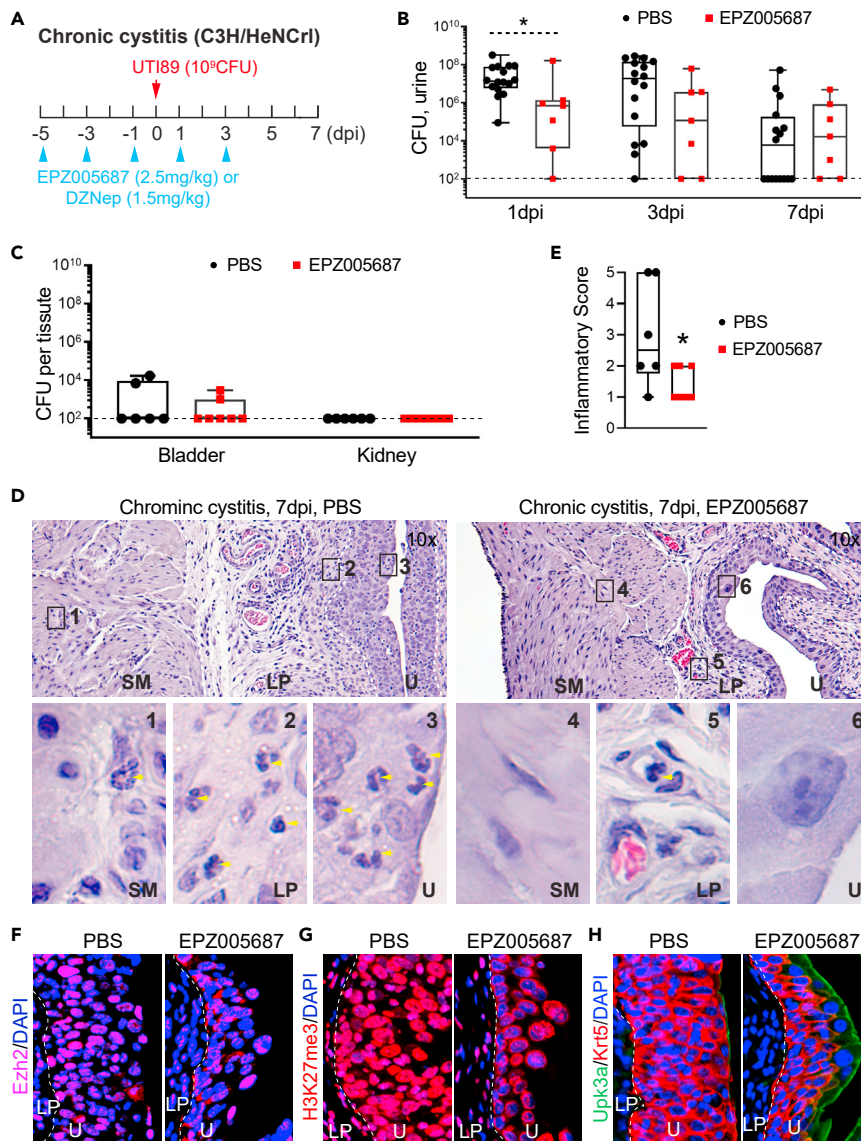 A
Chronic cystitis (C3H/HeNCrl)
UTI89 (10⁹CFU)
-5 -3 -1 0 1 3 5 7 (dpi)
EPZ005687 (2.5mg/kg) or
DZNep (1.5mg/kg)
B
PBS EPZ005687
CFU, urine
10¹⁰
10⁸
10⁶
10⁴
10²
*
1dpi 3dpi 7dpi
C
PBS EPZ005687
CFU per tissue
10¹⁰
10⁸
10⁶
10⁴
10²
Bladder Kidney
E
Inflammatory Score
5
4
3
2
1
0
*
PBS
EPZ005687
D
Chrominc cystitis, 7dpi, PBS
10x
1 2 3
SM LP U
Chronic cystitis, 7dpi, EPZ005687
10x
4 5 6
SM LP U
1 2 3 4 5 6
SM LP U SM LP U
F
PBS EPZ005687
Ezh2/DAPI
LP U LP U
G
PBS EPZ005687
H3K27me3/DAPI
LP U LP U
H
PBS EPZ005687
Upk3a/Krt5/DAPI
LP U LP U